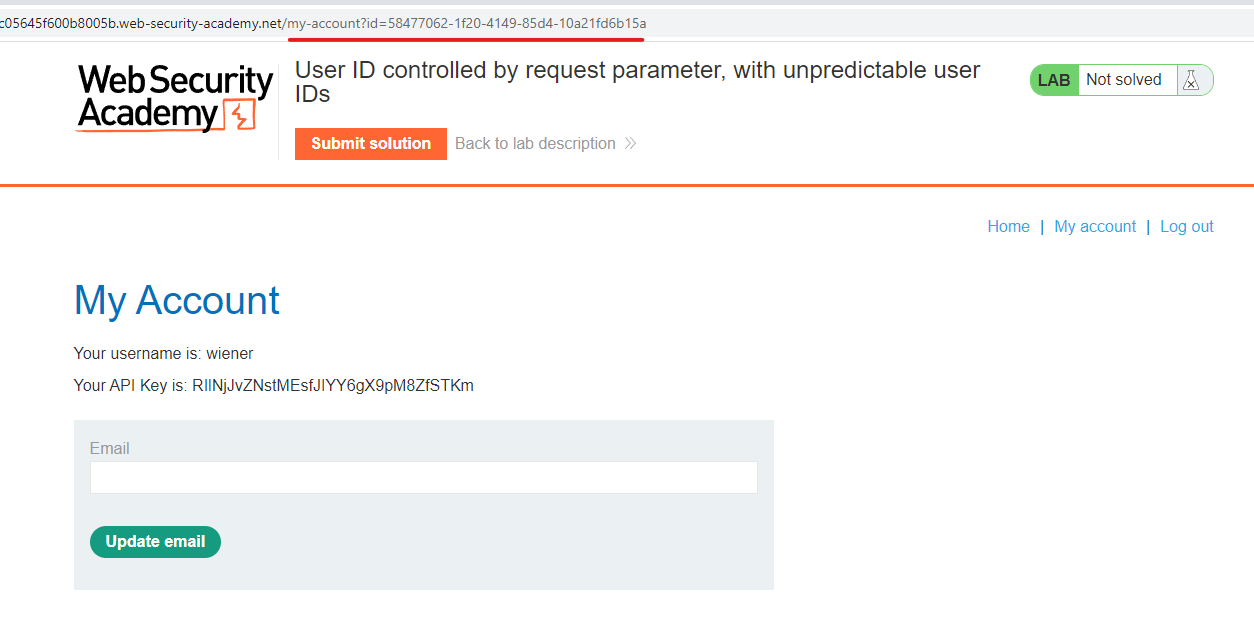 c05645f600b8005b.web-security-academy.net/my-account?id=58477062-1f20-4149-85d4-10a21fd6b15a
Web Security
Academy
User ID controlled by request parameter, with unpredictable user
IDs
LAB Not solved
Submit solution Back to lab description
Home | My account | Log out
My Account
Your username is: wiener
Your API Key is: RIlNjJvZNstMEsfJIYY6gX9pM8ZfSTKm
Email
Update email